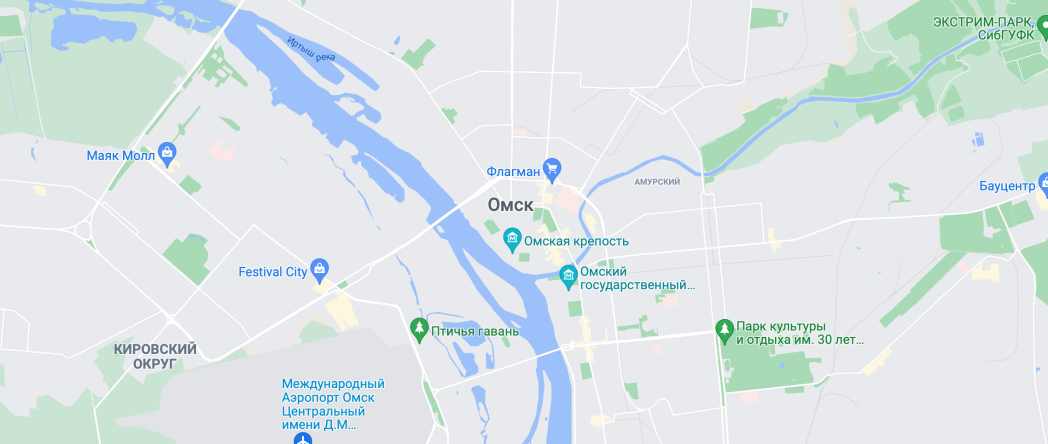 ЭКСТРИМ-ПАРК,
СибГУФК
Иртыш река
Маяк Молл
Флагман
АМУРСКИЙ
Бауцентр
Омск
Омская крепость
Festival City
Омский
государственный...
Птичья гавань
Парк культуры
и отдыха им. 30 лет...
КИРОВСКИЙ
ОКРУГ
Международный
Аэропорт Омск
Центральный
имени Д.М...